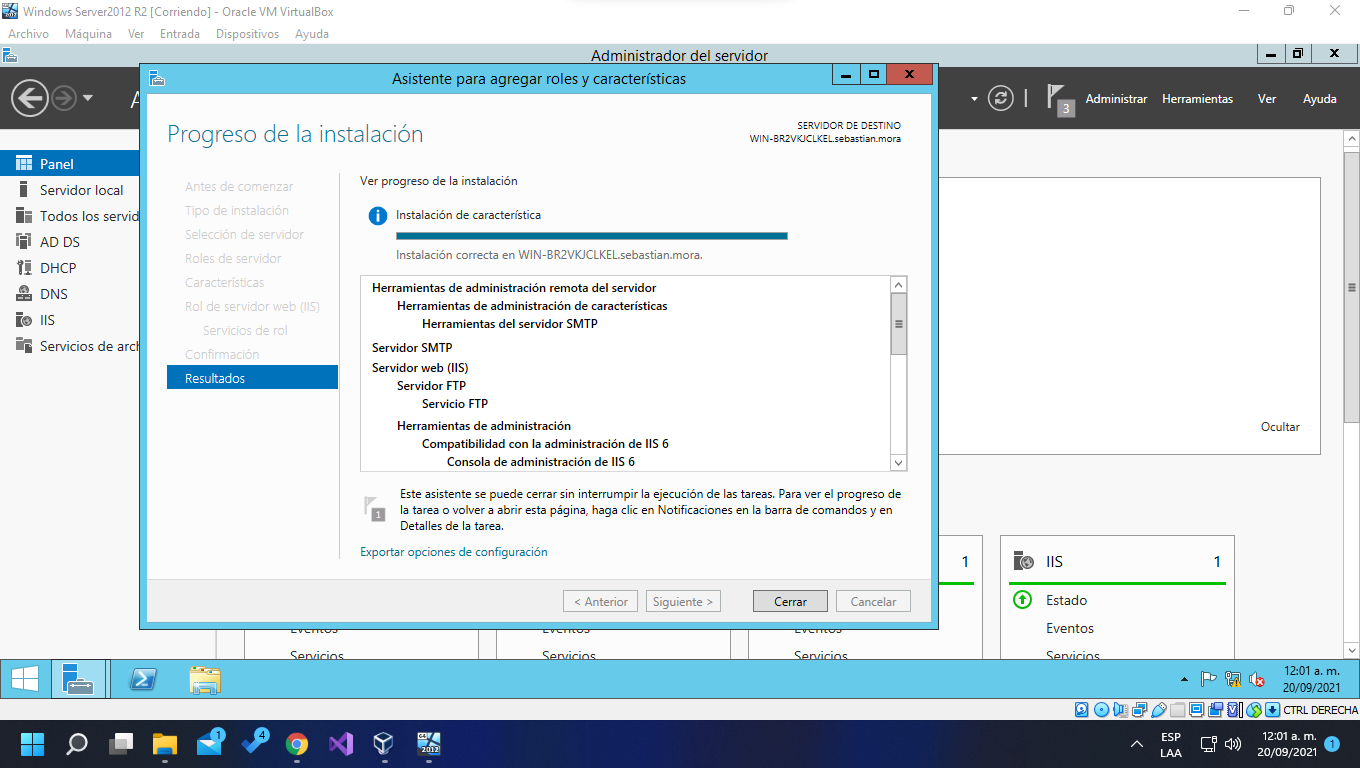 Windows Server2012 R2 [Corriendo] - Oracle VM VirtualBox
Archivo Máquina Ver Entrada Dispositivos Ayuda
Administrador del servidor
Asistente para agregar roles y características
A
3
Administrar Herramientas Ver Ayuda
Progreso de la instalación
SERVIDOR DE DESTINO
WIN-BR2VKJCLKEL.sebastian.mora
Panel
Servidor local
Todos los servid
AD DS
DHCP
DNS
IIS
Servicios de arch
Antes de comenzar
Tipo de instalación
Selección de servidor
Roles de servidor
Características
Rol de servidor web (IIS)
Servicios de rol
Confirmación
Resultados
Ver progreso de la instalación
Instalación de característica
Instalación correcta en WIN-BR2VKJCLKEL.sebastian.mora.
Herramientas de administración remota del servidor
Herramientas de administración de características
Herramientas del servidor SMTP
Servidor SMTP
Servidor web (IIS)
Servidor FTP
Servicio FTP
Herramientas de administración
Compatibilidad con la administración de IIS 6
Consola de administración de IIS 6
1
Este asistente se puede cerrar sin interrumpir la ejecución de las tareas. Para ver el progreso de
la tarea o volver a abrir esta página, haga clic en Notificaciones en la barra de comandos y en
Detalles de la tarea.
Exportar opciones de configuración
< Anterior Siguiente > Cerrar Cancelar
Ocultar
1
IIS 1
Estado
Eventos
Servicios
Eventos Eventos Eventos
Servicios Servicios Servicios
12:01 a. m.
20/09/2021
CTRL DERECHA
1
4
64
2012
ESP
LAA
12:01 a. m.
20/09/2021
1